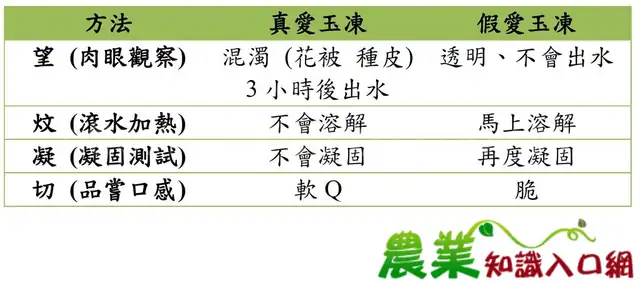 方法 真愛玉凍 假愛玉凍
望 (肉眼觀察) 混濁 (花被 種皮) 透明、不會出水
3 小時後出水
炆 (滾水加熱) 不會溶解 馬上溶解
凝 (凝固測試) 不會凝固 再度凝固
切 (品嘗口感) 軟 Q 脆
農業知識入口網